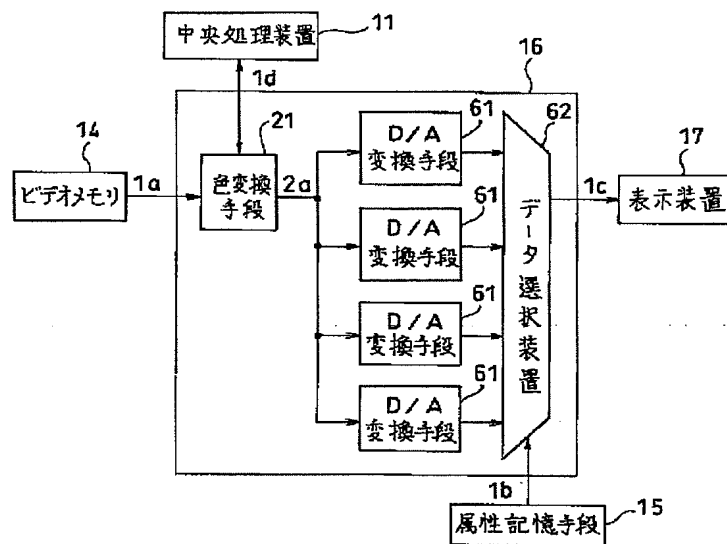 中央処理装置
11
16
1d
14
ビデオメモリ
1a
21
色変換
手段
2a
61
D/A
変換手段
61
D/A
変換手段
61
D/A
変換手段
61
D/A
変換手段
62
データ選択装置
1c
17
表示装置
1b
属性記憶手段
15